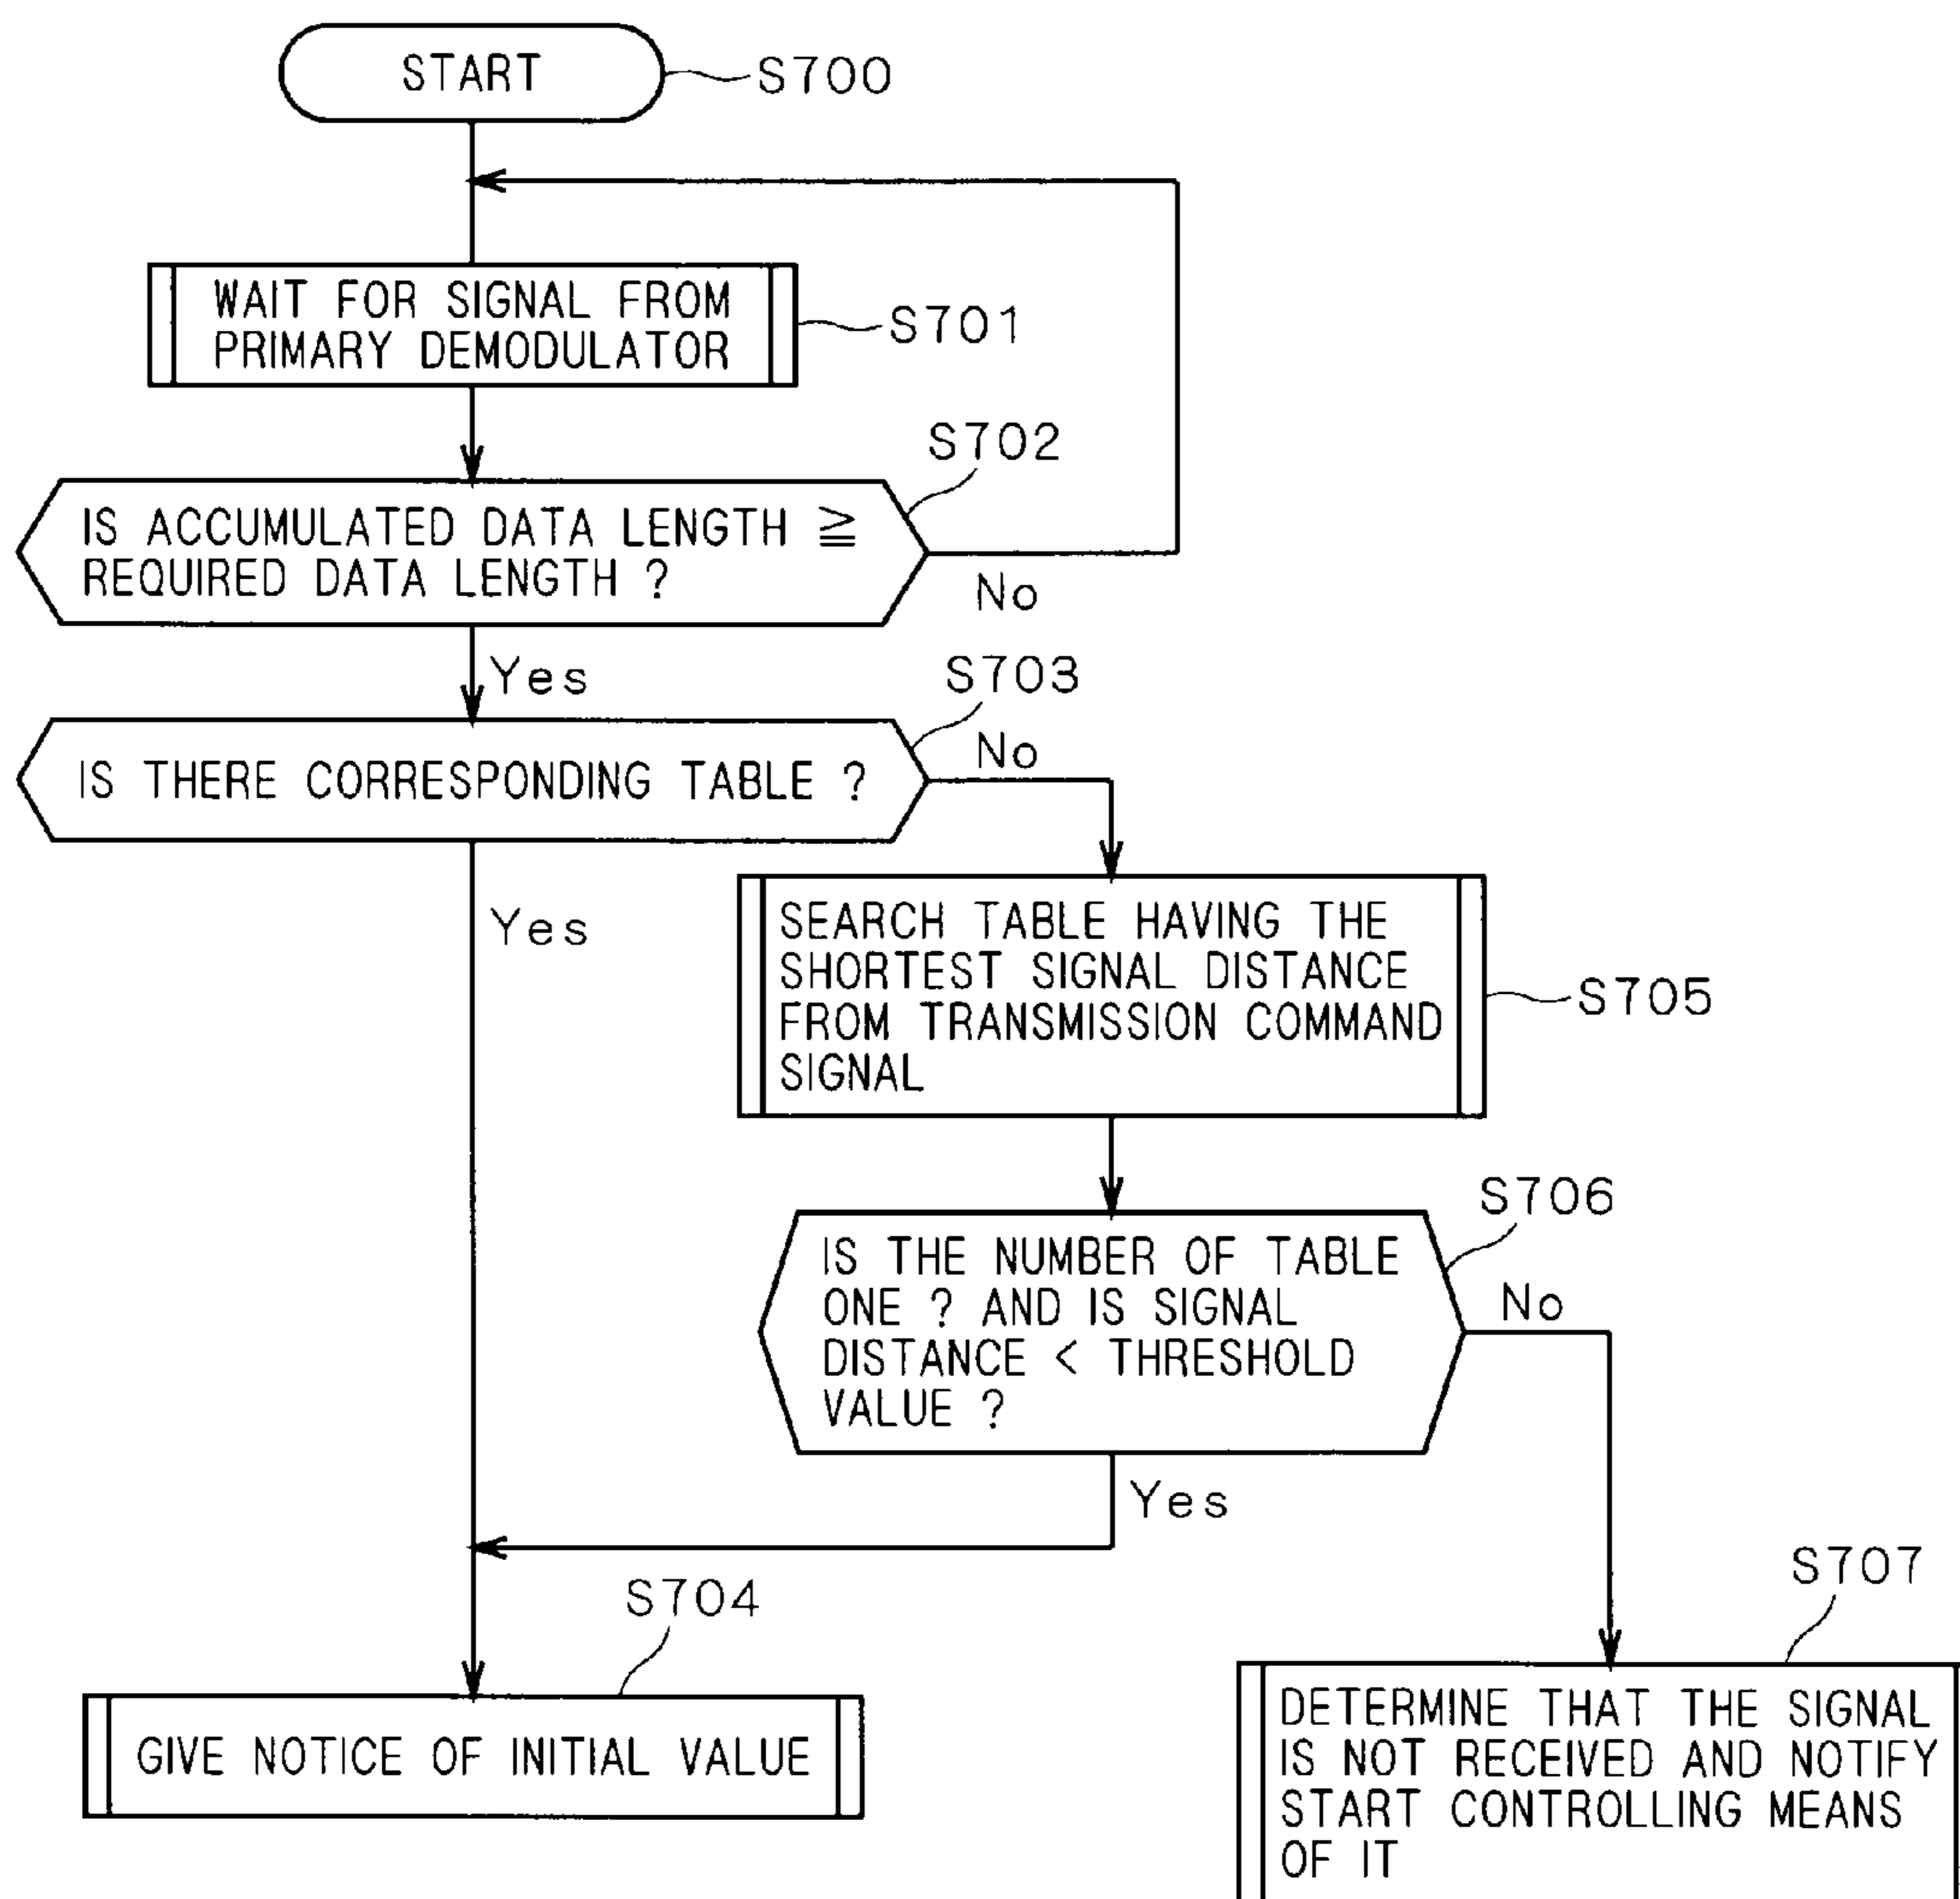 START
S700
WAIT FOR SIGNAL FROM
PRIMARY DEMODULATOR
S701
S702
IS ACCUMULATED DATA LENGTH ≧
REQUIRED DATA LENGTH ?
No
Yes
S703
IS THERE CORRESPONDING TABLE ?
No
Yes
SEARCH TABLE HAVING THE
SHORTEST SIGNAL DISTANCE
FROM TRANSMISSION COMMAND
SIGNAL
S705
S706
IS THE NUMBER OF TABLE
ONE ? AND IS SIGNAL
DISTANCE < THRESHOLD
VALUE ?
No
Yes
S704
GIVE NOTICE OF INITIAL VALUE
S707
DETERMINE THAT THE SIGNAL
IS NOT RECEIVED AND NOTIFY
START CONTROLLING MEANS
OF IT